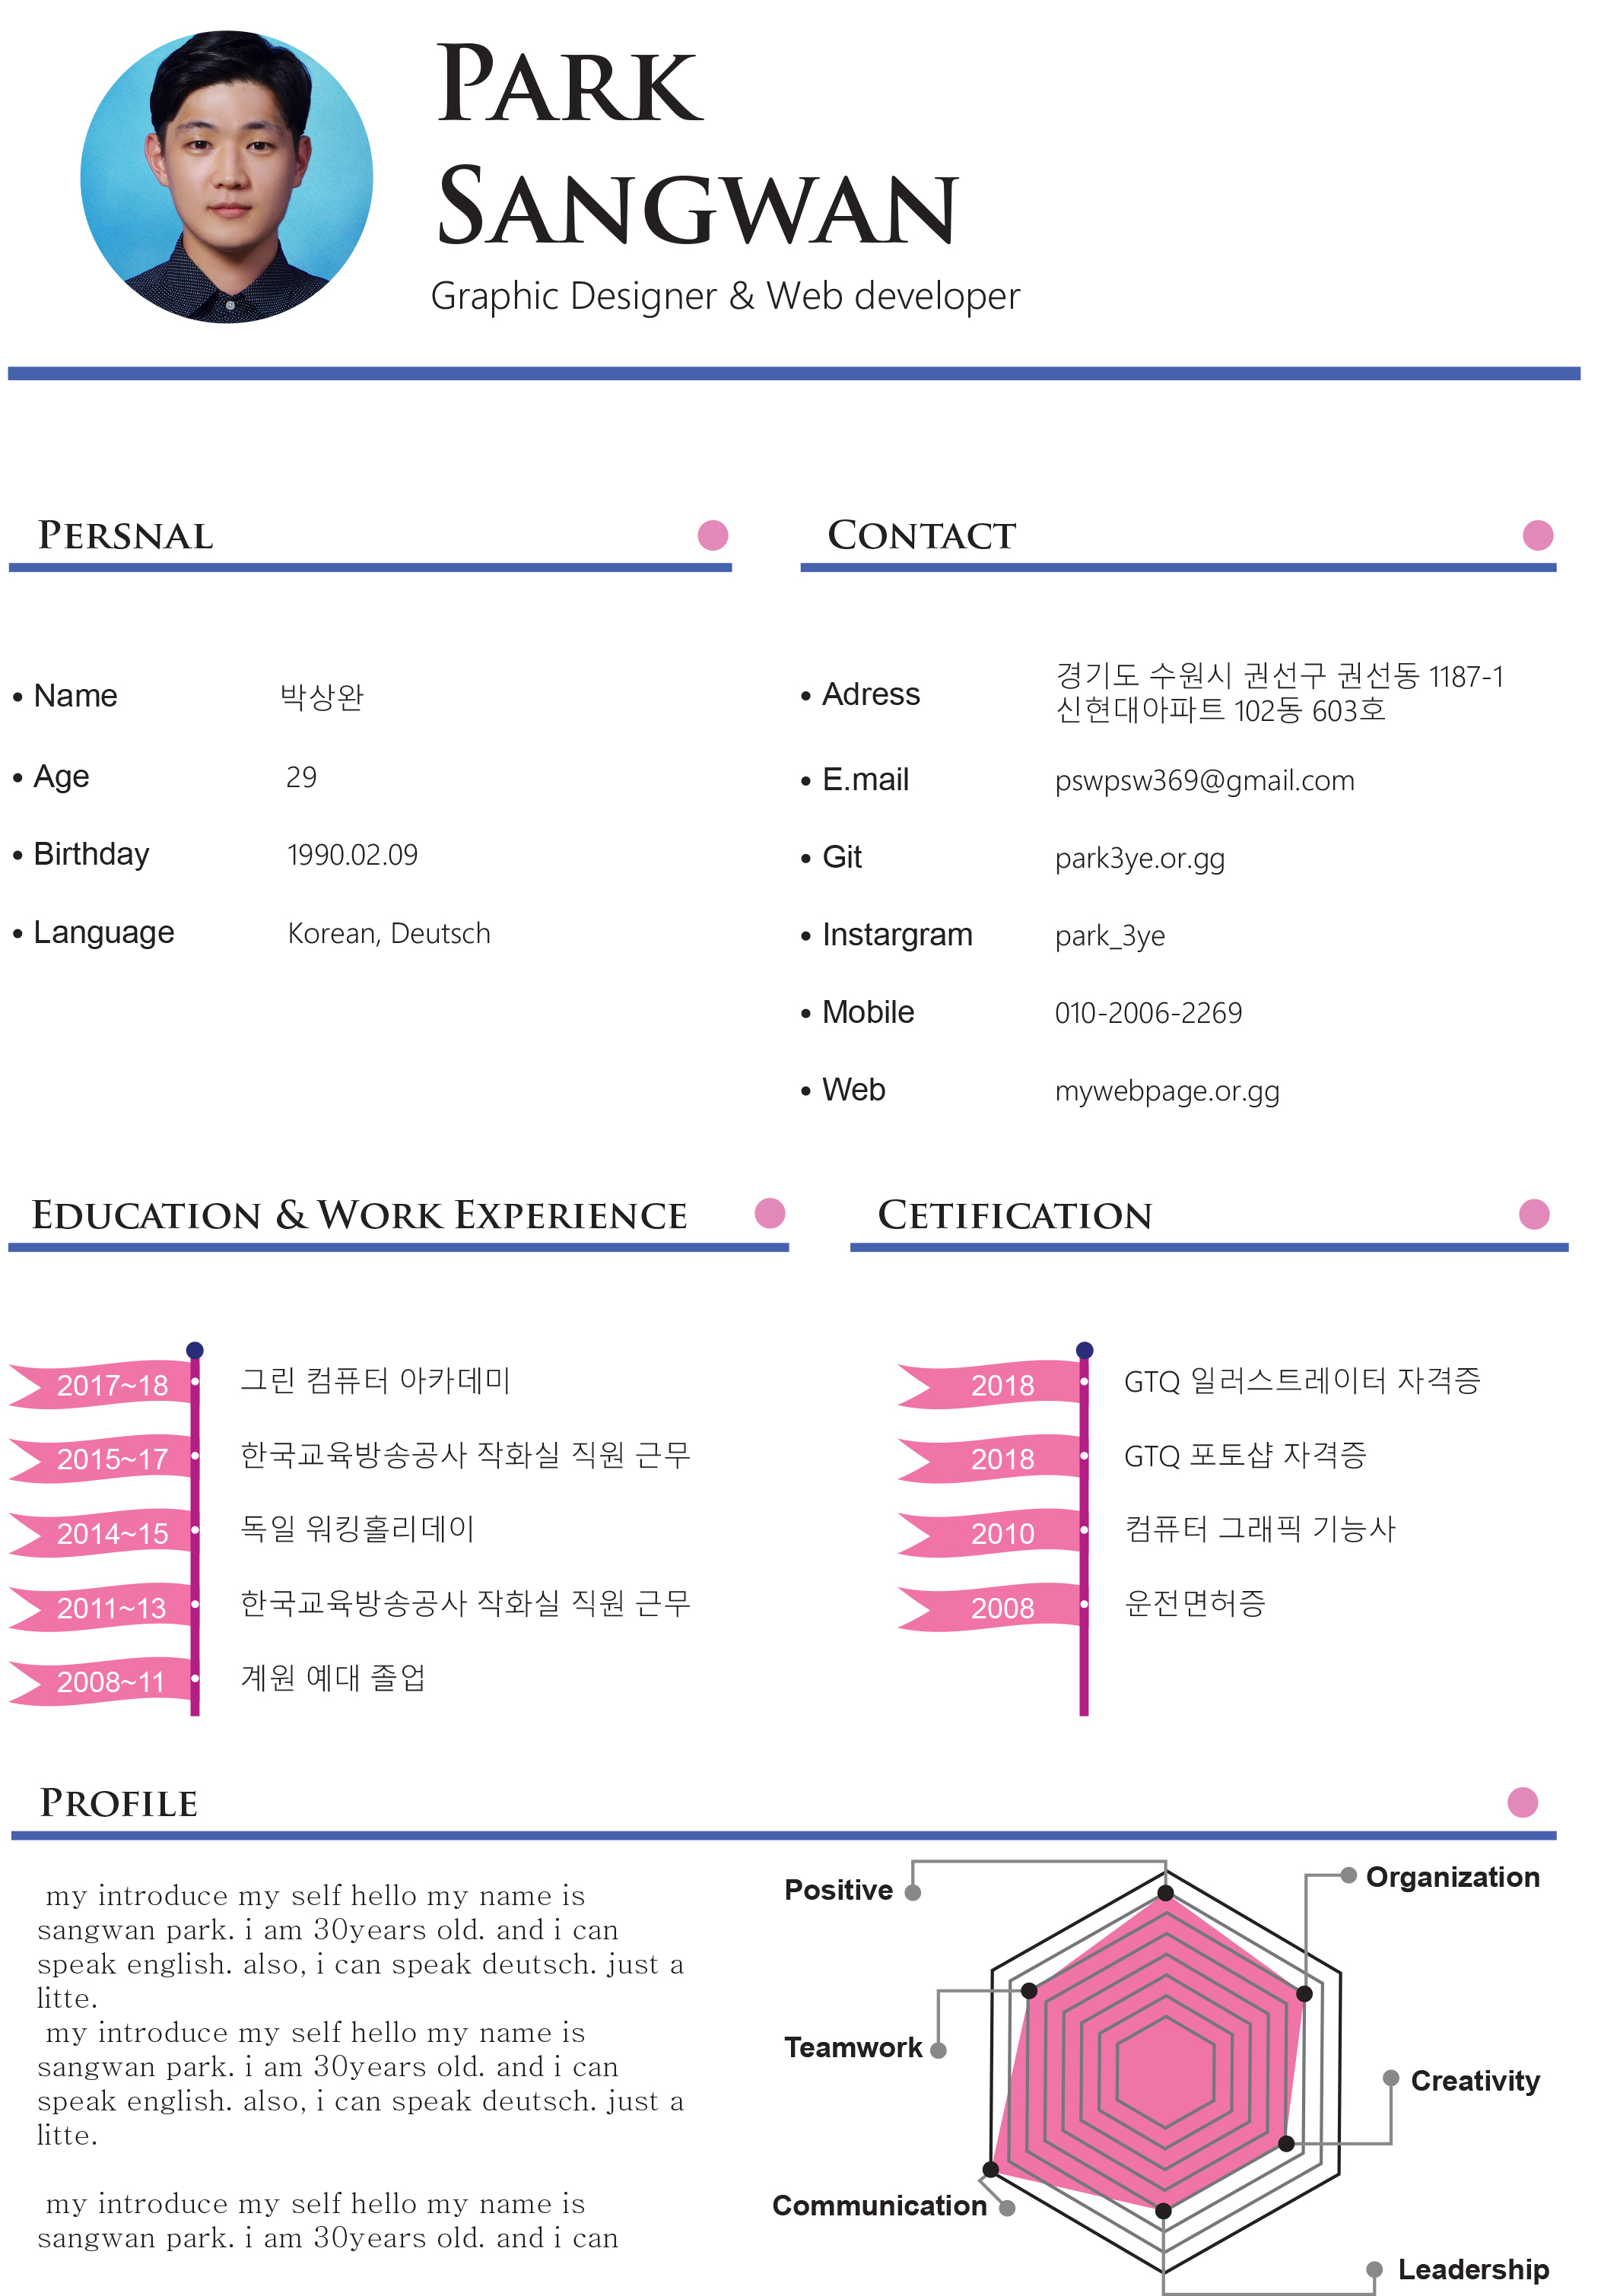 PARK
SANGWAN
Graphic Designer & Web developer
PERSNAL
• Name 박상완
• Age 29
• Birthday 1990.02.09
• Language Korean, Deutsch
CONTACT
• Adress 경기도 수원시 권선구 권선동 1187-1
신현대아파트 102동 603호
• E.mail pswpsw369@gmail.com
• Git park3ye.or.gg
• Instargram park_3ye
• Mobile 010-2006-2269
• Web mywebpage.or.gg
EDUCATION & WORK EXPERIENCE
2017~18 그린 컴퓨터 아카데미
2015~17 한국교육방송공사 작화실 직원 근무
2014~15 독일 워킹홀리데이
2011~13 한국교육방송공사 작화실 직원 근무
2008~11 계원 예대 졸업
CETIFICATION
2018 GTQ 일러스트레이터 자격증
2018 GTQ 포토샵 자격증
2010 컴퓨터 그래픽 기능사
2008 운전면허증
PROFILE
my introduce my self hello my name is
sangwan park. i am 30years old. and i can
speak english. also, i can speak deutsch. just a
litte.
my introduce my self hello my name is
sangwan park. i am 30years old. and i can
speak english. also, i can speak deutsch. just a
litte.
my introduce my self hello my name is
sangwan park. i am 30years old. and i can
Positive
Organization
Teamwork
Creativity
Communication
Leadership